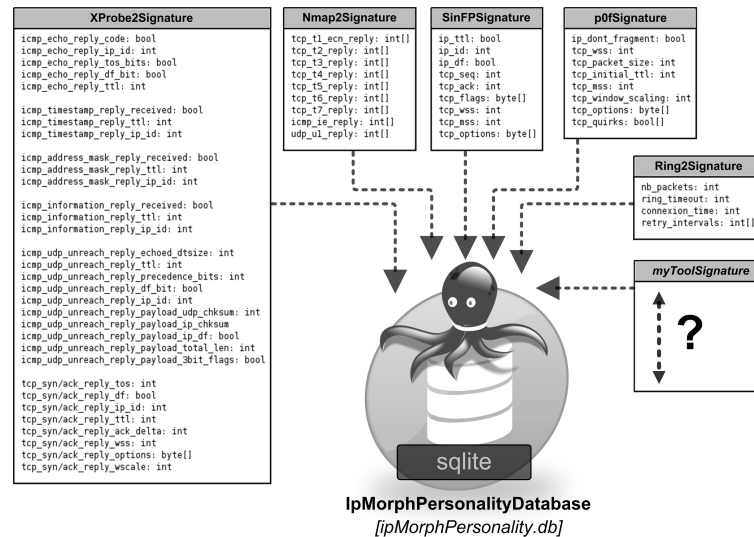 XProbe2Signature
icmp_echo_reply_code: bool
icmp_echo_reply_ip_id: int
icmp_echo_reply_tos_bits: bool
icmp_echo_reply_df_bit: bool
icmp_echo_reply_ttl: int
icmp_timestamp_reply_received: bool
icmp_timestamp_reply_ttl: int
icmp_timestamp_reply_ip_id: int
icmp_address_mask_reply_received: bool
icmp_address_mask_reply_ttl: int
icmp_address_mask_reply_ip_id: int
icmp_information_reply_received: bool
icmp_information_reply_ttl: int
icmp_information_reply_ip_id: int
icmp_udp_unreach_reply_echoed_dtsize: int
icmp_udp_unreach_reply_ttl: int
icmp_udp_unreach_reply_precedence_bits: int
icmp_udp_unreach_reply_df_bit: bool
icmp_udp_unreach_reply_ip_id: int
icmp_udp_unreach_reply_payload_udp_chksum: int
icmp_udp_unreach_reply_payload_ip_chksum
icmp_udp_unreach_reply_payload_ip_df: bool
icmp_udp_unreach_reply_payload_total_len: int
icmp_udp_unreach_reply_payload_3bit_flags: bool
tcp_syn/ack_reply_tos: int
tcp_syn/ack_reply_df: bool
tcp_syn/ack_reply_ip_id: int
tcp_syn/ack_reply_ttl: int
tcp_syn/ack_reply_ack_delta: int
tcp_syn/ack_reply_wss: int
tcp_syn/ack_reply_options: byte[]
tcp_syn/ack_reply_wscale: int
Nmap2Signature
tcp_t1_ecn_reply: int[]
tcp_t2_reply: int[]
tcp_t3_reply: int[]
tcp_t4_reply: int[]
tcp_t5_reply: int[]
tcp_t6_reply: int[]
tcp_t7_reply: int[]
icmp_ie_reply: int[]
udp_u1_reply: int[]
SinFPSignature
ip_ttl: bool
ip_id: int
ip_df: bool
tcp_seq: int
tcp_ack: int
tcp_flags: byte[]
tcp_wss: int
tcp_mss: int
tcp_options: byte[]
p0fSignature
ip_dont_fragment: bool
tcp_wss: int
tcp_packet_size: int
tcp_initial_ttl: int
tcp_mss: int
tcp_window_scaling: int
tcp_options: byte[]
tcp_quirks: bool[]
Ring2Signature
nb_packets: int
ring_timeout: int
connexion_time: int
retry_intervals: int[]
myToolSignature
?
sqlite
IpMorphPersonalityDatabase
[ipMorphPersonality.db]